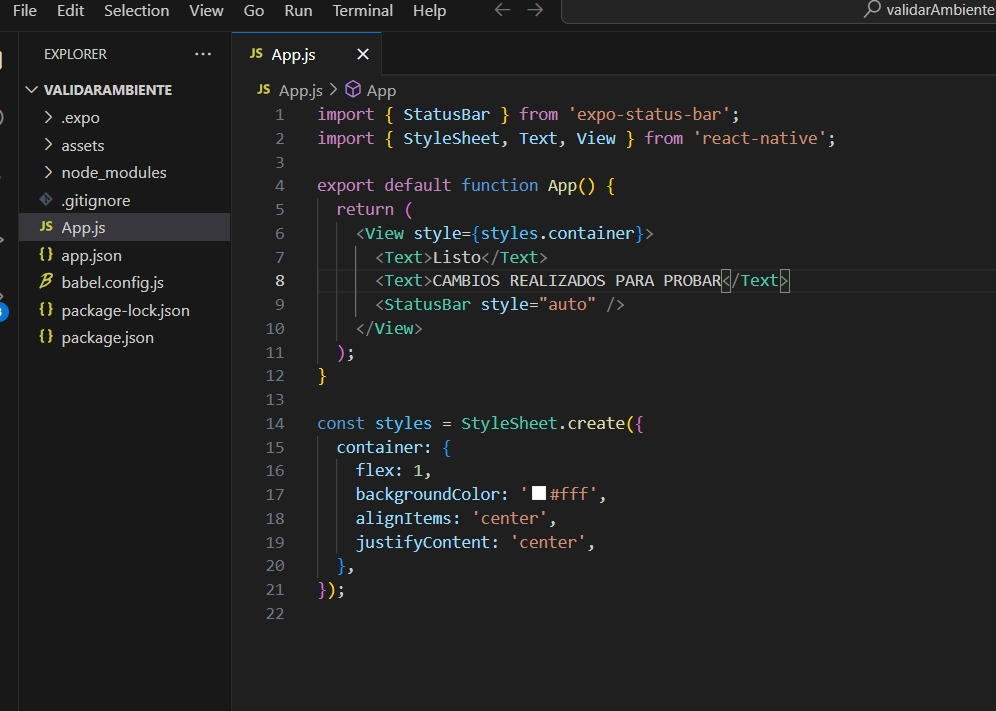 File Edit Selection View Go Run Terminal Help ← → validarAmbiente
EXPLORER ···
VALIDARAMBIENTE
.expo
assets
node_modules
.gitignore
JS App.js
{} app.json
babel.config.js
{} package-lock.json
{} package.json
JS App.js ×
JS App.js > App
1 import { StatusBar } from 'expo-status-bar';
2 import { StyleSheet, Text, View } from 'react-native';
3
4 export default function App() {
5   return (
6     <View style={styles.container}>
7       <Text>Listo</Text>
8       <Text>CAMBIOS REALIZADOS PARA PROBAR</Text>
9       <StatusBar style="auto" />
10     </View>
11   );
12 }
13
14 const styles = StyleSheet.create({
15   container: {
16     flex: 1,
17     backgroundColor: '#fff',
18     alignItems: 'center',
19     justifyContent: 'center',
20   },
21 });
22